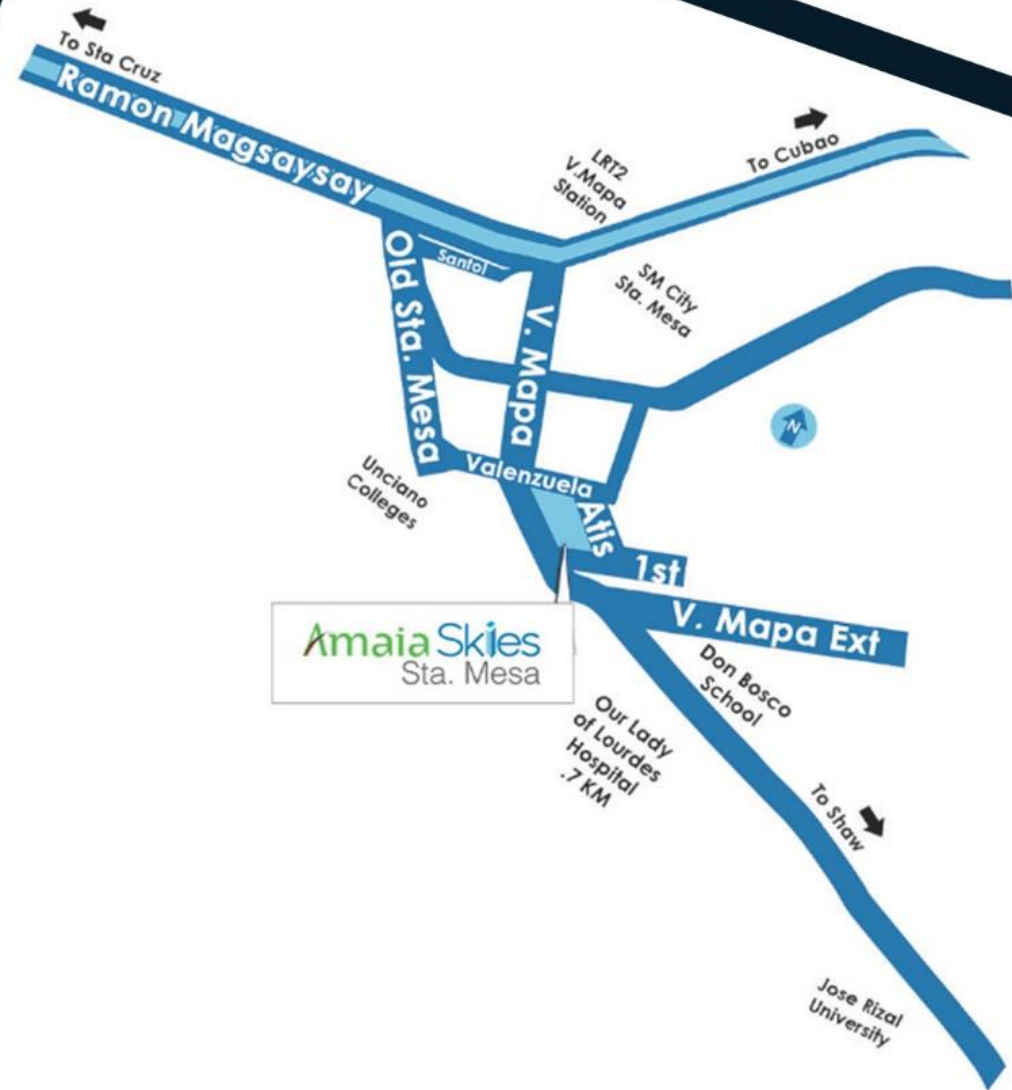 To Sta Cruz
Ramon Magsaysay
To Cubao
LRT2
V.Mapa
Station
Santol
SM City
Sta. Mesa
Old Sta. Mesa
V. Mapa
N
Unciano
Colleges
Valenzuela
Atis
1st
V. Mapa Ext
Amaia Skies
Sta. Mesa
Don Bosco
School
Our Lady
of Lourdes
Hospital
.7 KM
To Shaw
Jose Rizal
University